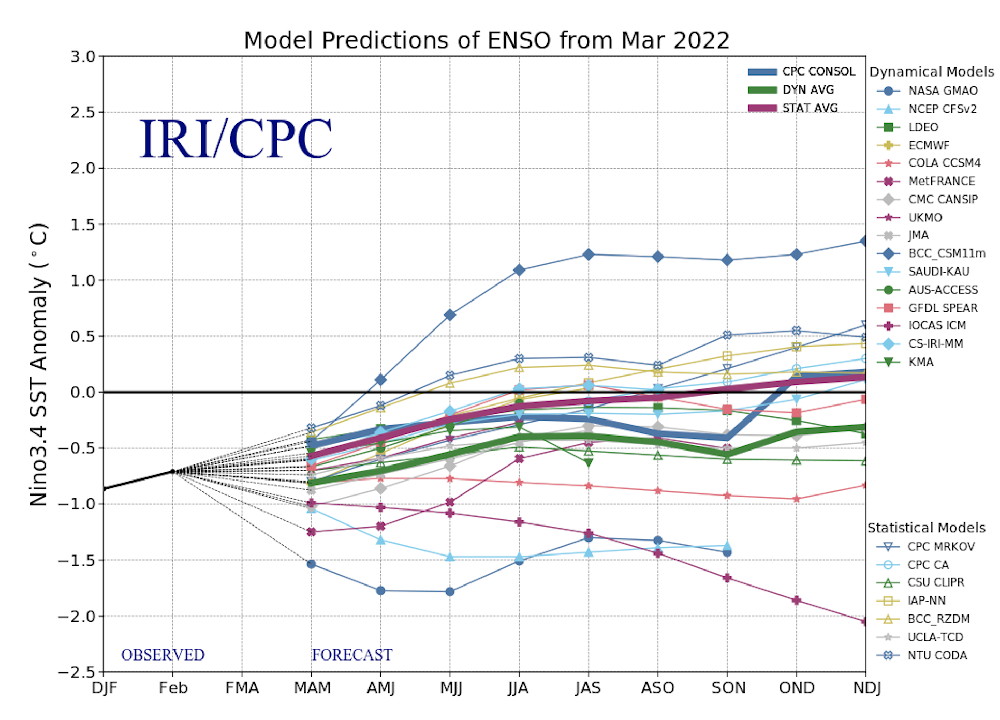 Model Predictions of ENSO from Mar 2022
3.0
2.5
2.0
1.5
1.0
0.5
0.0
−0.5
−1.0
−1.5
−2.0
−2.5
Nino3.4 SST Anomaly (°C)
IRI/CPC
CPC CONSOL
DYN AVG
STAT AVG
OBSERVED
FORECAST
DJF
Feb
FMA
MAM
AMJ
MJJ
JJA
JAS
ASO
SON
OND
NDJ
Dynamical Models
NASA GMAO
NCEP CFSv2
LDEO
ECMWF
COLA CCSM4
MetFRANCE
CMC CANSIP
UKMO
JMA
BCC_CSM11m
SAUDI-KAU
AUS-ACCESS
GFDL SPEAR
IOCAS ICM
CS-IRI-MM
KMA
Statistical Models
CPC MRKOV
CPC CA
CSU CLIPR
IAP-NN
BCC_RZDM
UCLA-TCD
NTU CODA